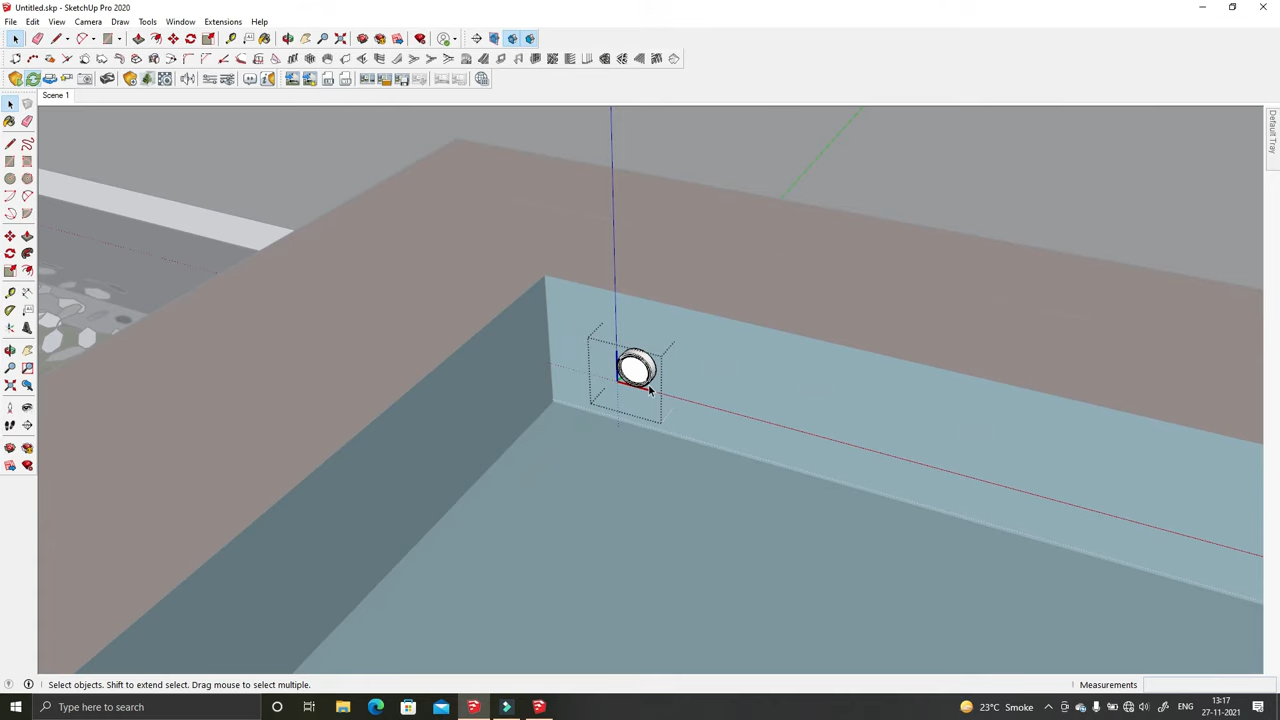 Untitled.skp - SketchUp Pro 2020
File Edit View Camera Draw Tools Window Extensions Help
Scene 1
Default Tray
Select objects. Shift to extend select. Drag mouse to select multiple.
Measurements
Type here to search
23°C Smoke
ENG
13:17
27-11-2021